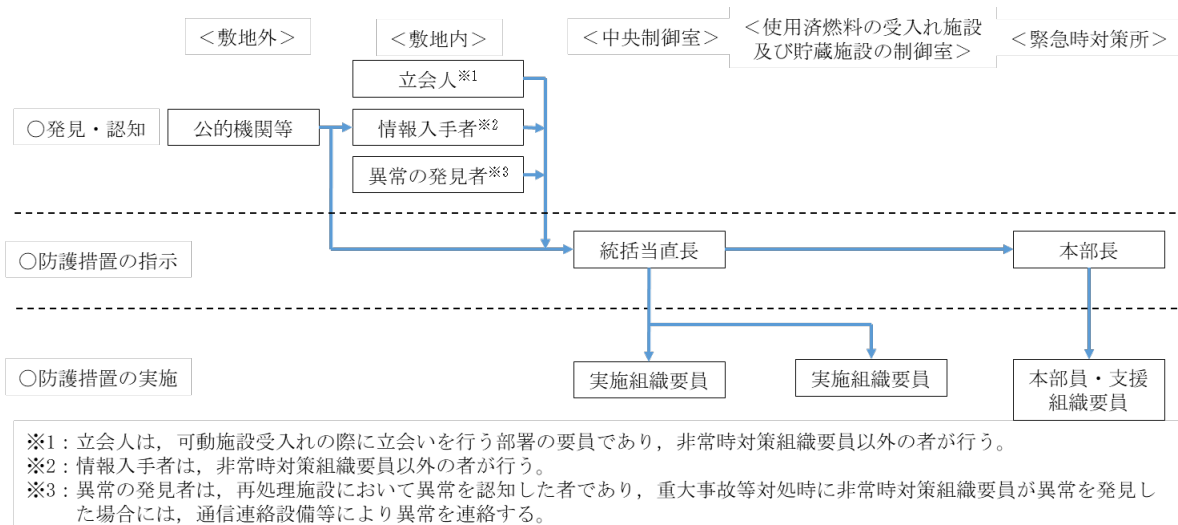 ＜敷地外＞
＜敷地内＞
＜中央制御室＞
＜使用済燃料の受入れ施設
及び貯蔵施設の制御室＞
＜緊急時対策所＞
立会人※1
○発見・認知
公的機関等
情報入手者※2
異常の発見者※3
○防護措置の指示
統括当直長
本部長
○防護措置の実施
実施組織要員
実施組織要員
本部員・支援
組織要員
※1：立会人は，可動施設受入れの際に立会いを行う部署の要員であり，非常時対策組織要員以外の者が行う。
※2：情報入手者は，非常時対策組織要員以外の者が行う。
※3：異常の発見者は，再処理施設において異常を認知した者であり，重大事故等対処時に非常時対策組織要員が異常を発見し
た場合には，通信連絡設備等により異常を連絡する。